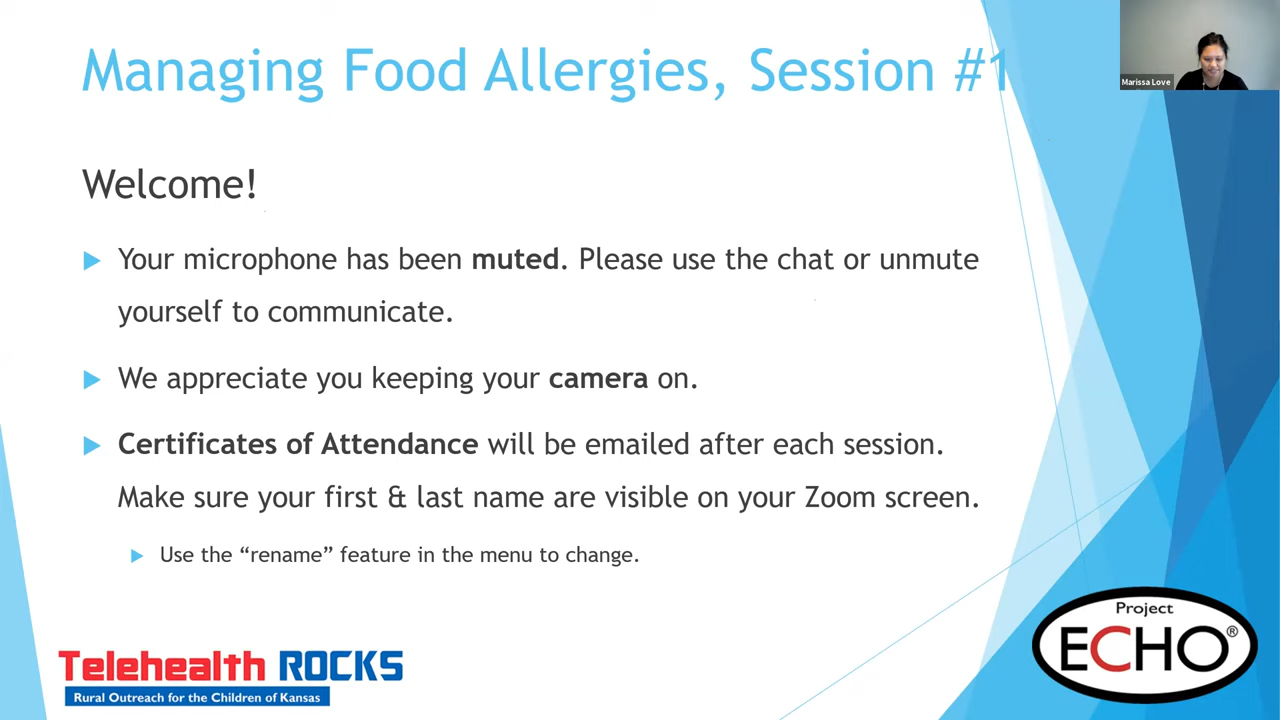 Managing Food Allergies, Session #1
Marissa Love
Welcome!
Your microphone has been muted. Please use the chat or unmute
yourself to communicate.
We appreciate you keeping your camera on.
Certificates of Attendance will be emailed after each session.
Make sure your first & last name are visible on your Zoom screen.
Use the “rename” feature in the menu to change.
Telehealth ROCKS
Rural Outreach for the Children of Kansas
Project
ECHO®